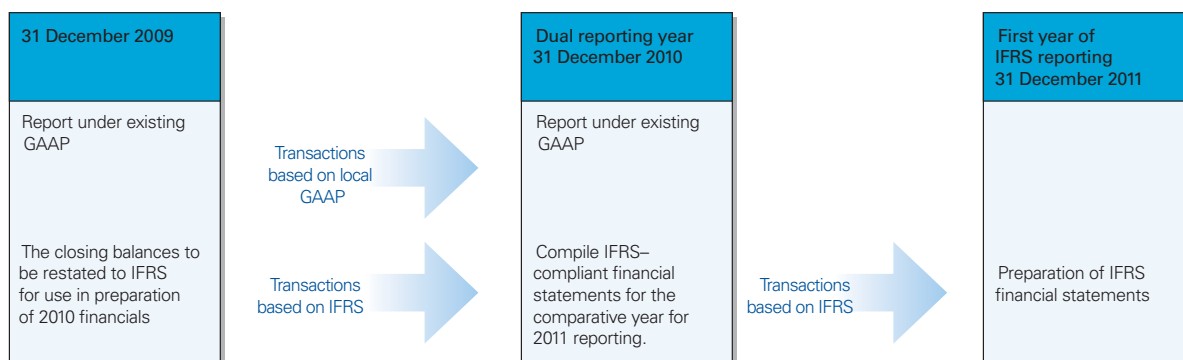 31 December 2009
Report under existing
GAAP
The closing balances to
be restated to IFRS
for use in preparation
of 2010 financials
Transactions
based on local
GAAP
Transactions
based on IFRS
Dual reporting year
31 December 2010
Report under existing
GAAP
Compile IFRS–
compliant financial
statements for the
comparative year for
2011 reporting.
Transactions
based on IFRS
First year of
IFRS reporting
31 December 2011
Preparation of IFRS
financial statements